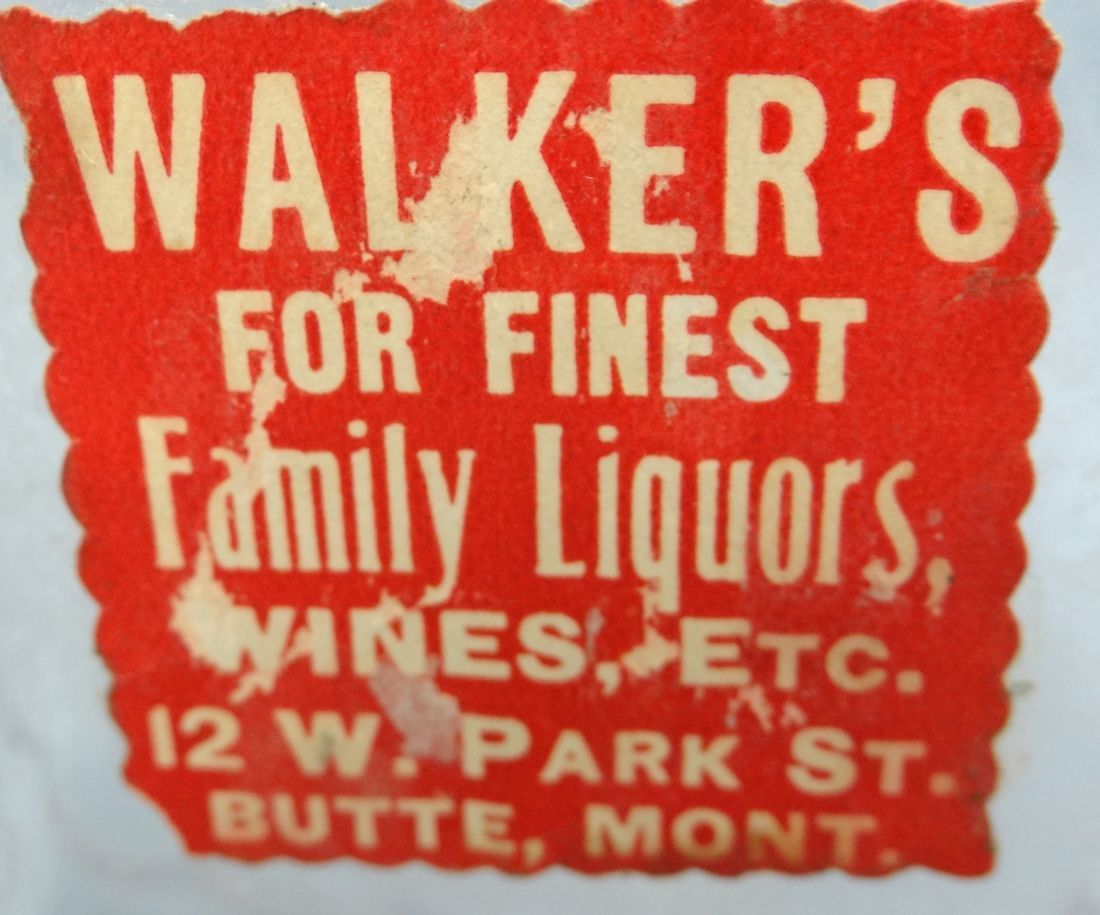 WALKER'S
FOR FINEST
Family Liquors,
WINES, ETC.
12 W. PARK ST.
BUTTE, MONT.